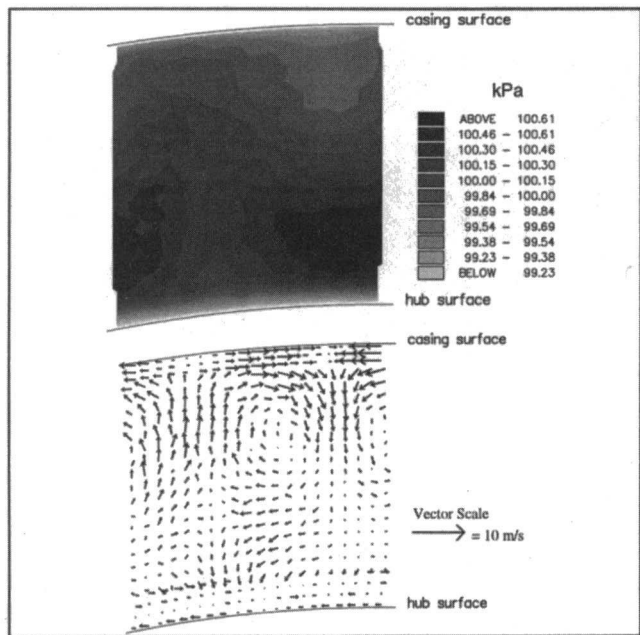 casing surface
kPa
ABOVE 100.61
100.46 - 100.61
100.30 - 100.46
100.15 - 100.30
100.00 - 100.15
99.84 - 100.00
99.69 - 99.84
99.54 - 99.69
99.38 - 99.54
99.23 - 99.38
BELOW 99.23
hub surface
casing surface
Vector Scale
= 10 m/s
hub surface